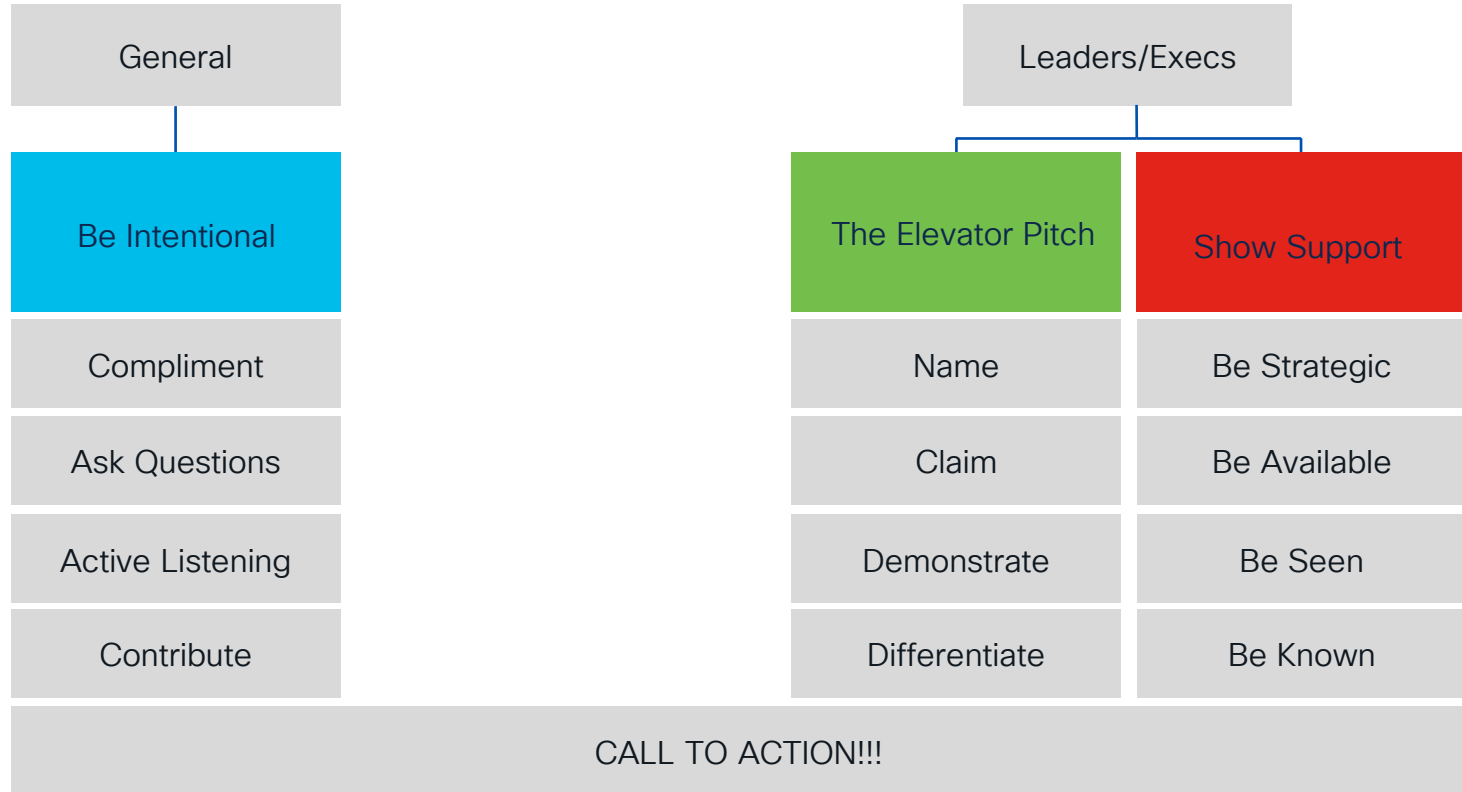 General
Leaders/Execs
Be Intentional
The Elevator Pitch
Show Support
Compliment
Name
Be Strategic
Ask Questions
Claim
Be Available
Active Listening
Demonstrate
Be Seen
Contribute
Differentiate
Be Known
CALL TO ACTION!!!